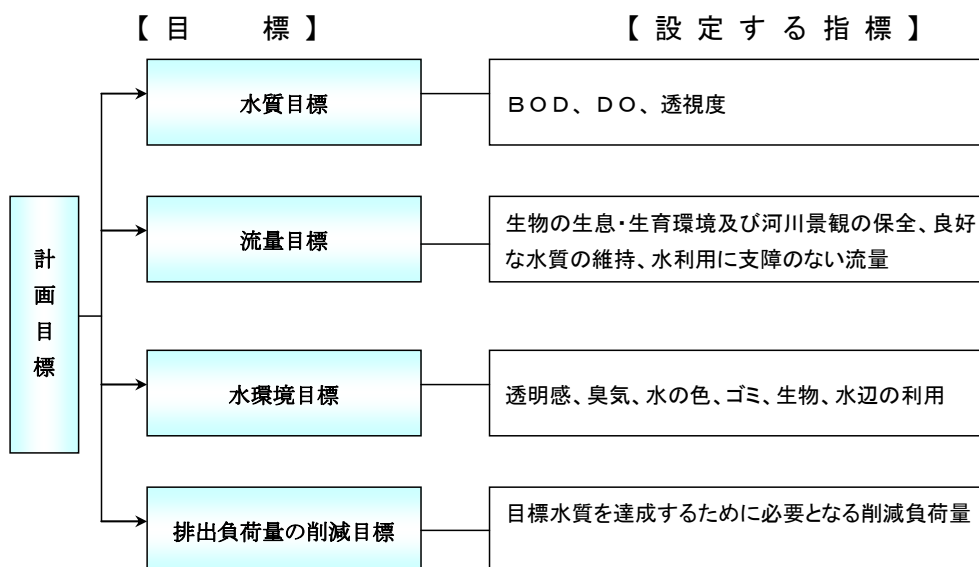 【目　標】
【設定する指標】
計画目標
水質目標
ＢＯＤ、ＤＯ、透視度
流量目標
生物の生息・生育環境及び河川景観の保全、良好
な水質の維持、水利用に支障のない流量
水環境目標
透明感、臭気、水の色、ゴミ、生物、水辺の利用
排出負荷量の削減目標
目標水質を達成するために必要となる削減負荷量